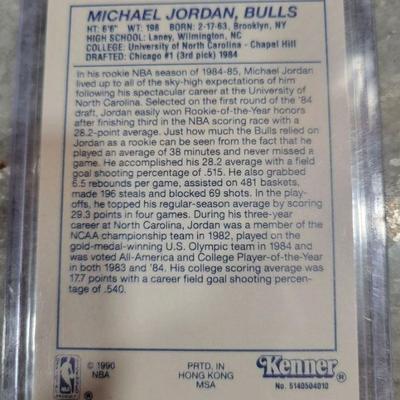 MICHAEL JORDAN, BULLS
HT: 6'6" WT: 198 BORN: 2-17-63, Brooklyn, NY
HIGH SCHOOL: Laney, Wilmington, NC
COLLEGE: University of North Carolina - Chapel Hill
DRAFTED: Chicago #1 (3rd pick) 1984
In his rookie NBA season of 1984-85, Michael Jordan
lived up to all of the sky-high expectations of him
following his spectacular career at the University of
North Carolina. Selected on the first round of the '84
draft, Jordan easily won Rookie-of-the-Year honors
after finishing third in the NBA scoring race with a
28.2-point average. Just how much the Bulls relied on
Jordan as a rookie can be seen from the fact that he
played an average of 38 minutes and never missed a
game. He accomplished his 28.2 average with a field
goal shooting percentage of .515. He also grabbed
6.5 rebounds per game, assisted on 481 baskets,
made 196 steals and blocked 69 shots. In the play-
offs, he topped his regular-season average by scoring
29.3 points in four games. During his three-year
career at North Carolina, Jordan was a member of the
NCAA championship team in 1982, played on the
gold-medal-winning U.S. Olympic team in 1984 and
was voted All-America and College Player-of-the-Year
in both 1983 and '84. His college scoring average was
17.7 points with a career field goal shooting percent-
age of .540.
© 1990
NBA
PRTD. IN
HONG KONG
MSA
Kenner
No. 5140504010
NBA